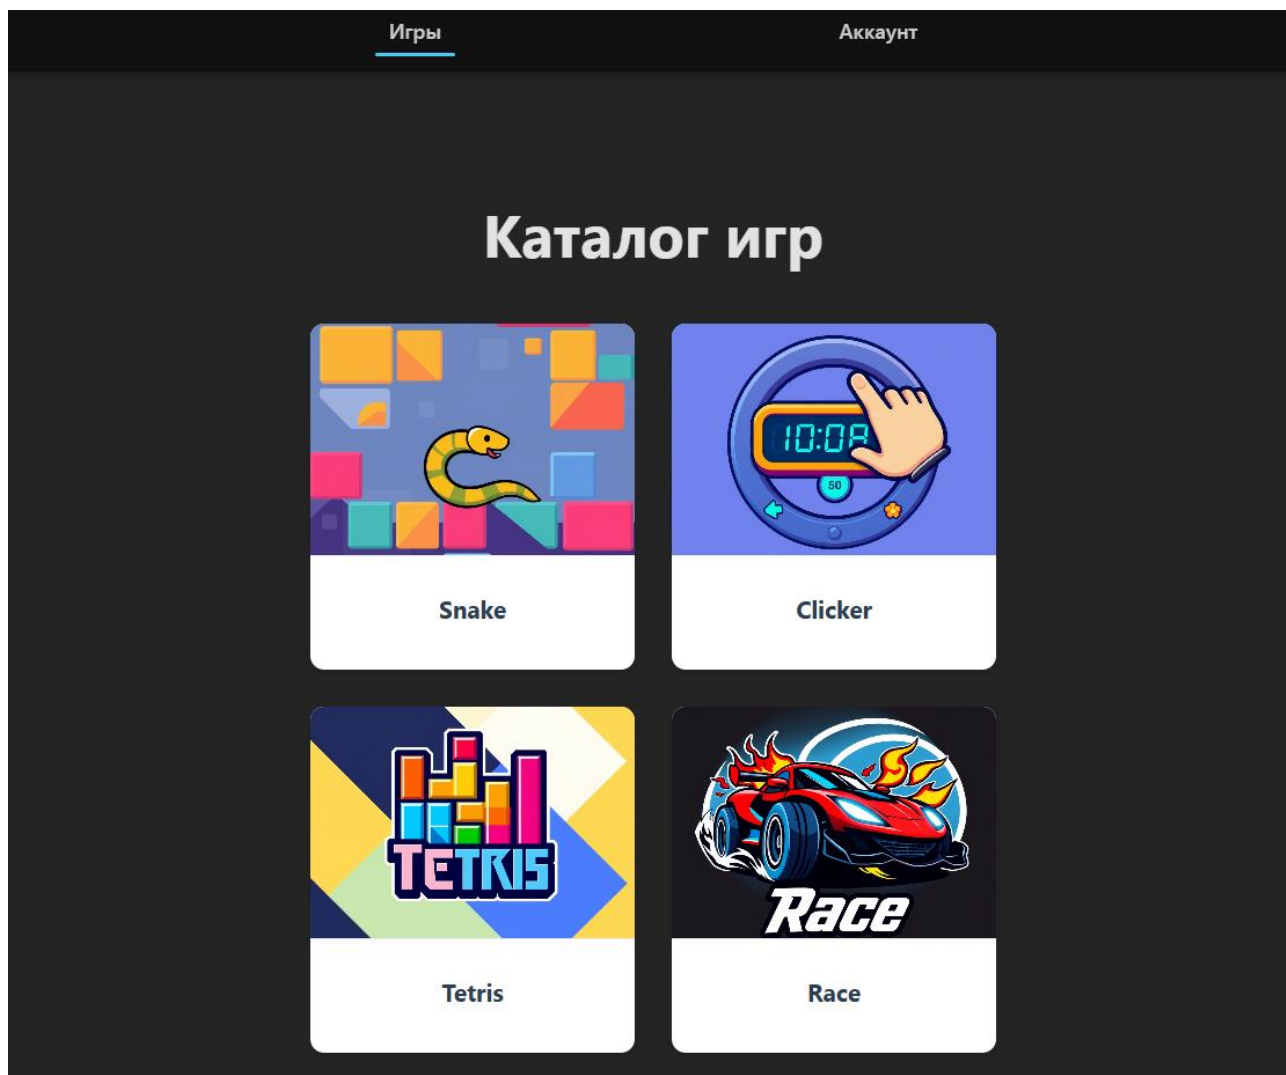 Игры
Аккаунт
Каталог игр
10:08
50
Snake
Clicker
TETRIS
Race
Tetris
Race